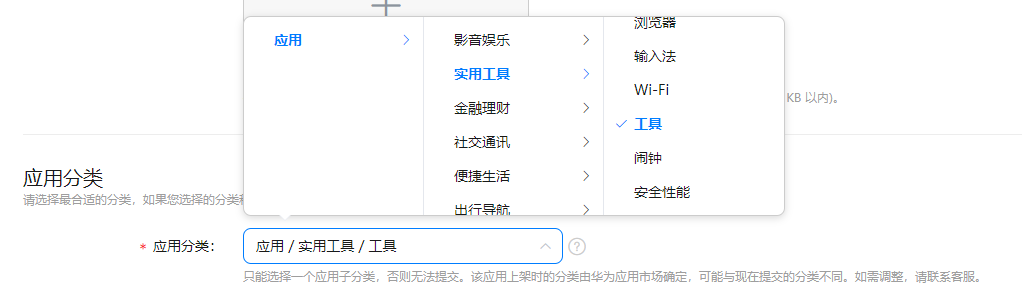 应用
影音娱乐
实用工具
金融理财
社交通讯
便捷生活
出行导航
浏览器
输入法
Wi-Fi
工具
闹钟
安全性能
KB 以内)。
应用分类
请选择最合适的分类，如果您选择的分类
* 应用分类：
应用 / 实用工具 / 工具
只能选择一个应用子分类，否则无法提交。该应用上架时的分类由华为应用市场确定，可能与现在提交的分类不同。如需调整，请联系客服。